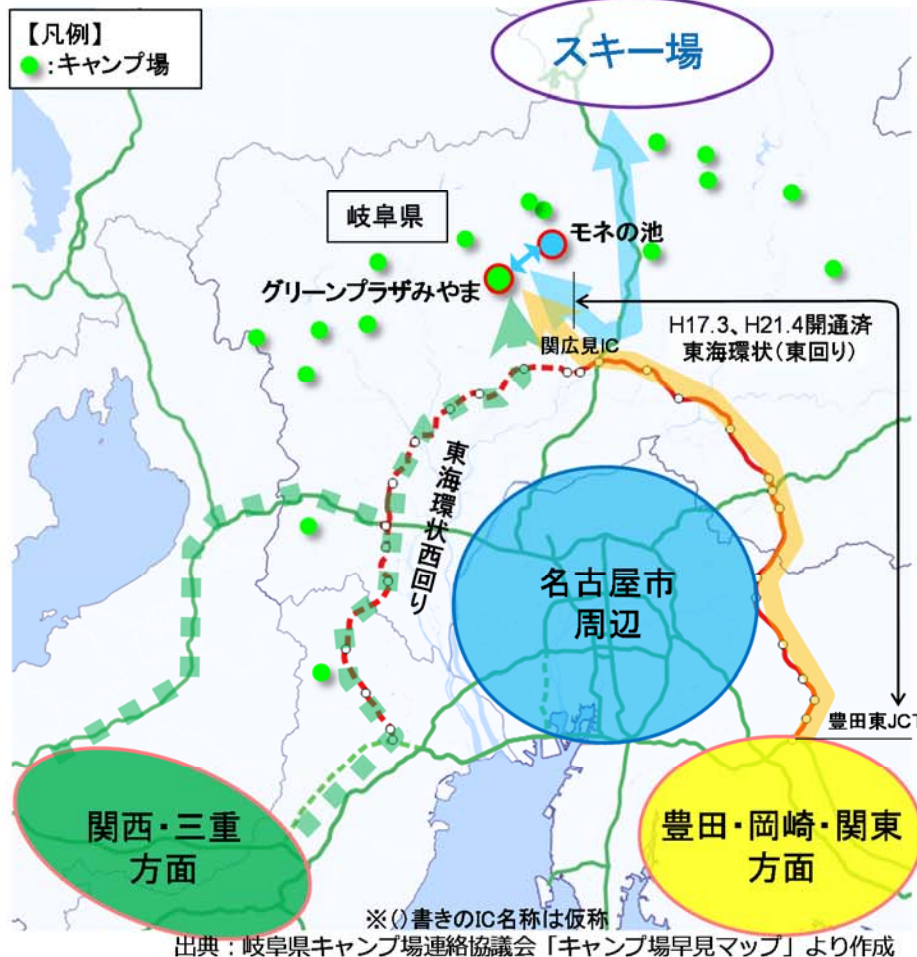 【凡例】
:キャンプ場
スキー場
岐阜県
モネの池
グリーンプラザみやま
関広見IC
H17.3、H21.4開通済
東海環状(東回り)
東海環状西回り
名古屋市
周辺
豊田東JCT
関西・三重
方面
豊田・岡崎・関東
方面
※()書きのIC名称は仮称
出典：岐阜県キャンプ場連絡協議会「キャンプ場早見マップ」より作成